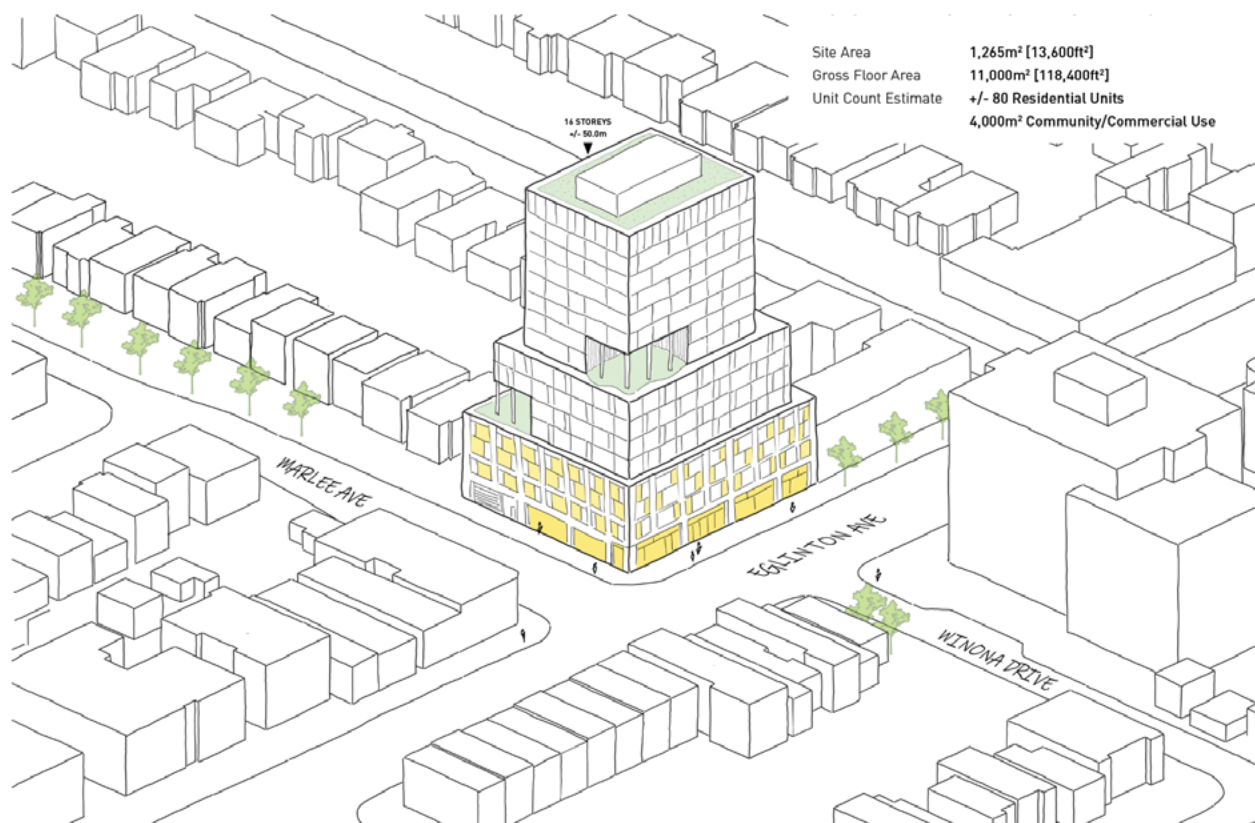 Site Area 1,265m² [13,600ft²]
Gross Floor Area 11,000m² [118,400ft²]
Unit Count Estimate +/- 80 Residential Units
4,000m² Community/Commercial Use
16 STOREYS
+/- 50.0m
MARLEE AVE
EGLINTON AVE
WINONA DRIVE